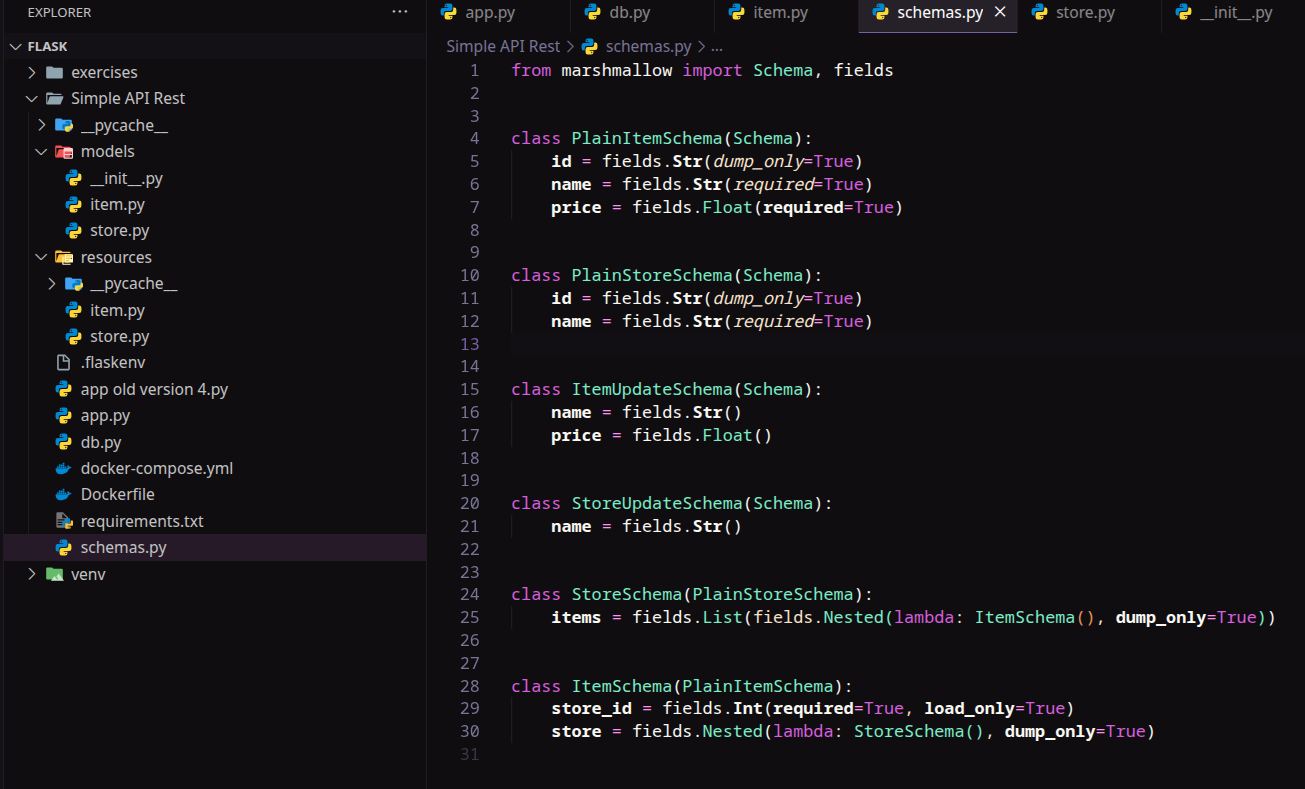 EXPLORER
FLASK
exercises
Simple API Rest
__pycache__
models
__init__.py
item.py
store.py
resources
__pycache__
item.py
store.py
.flaskenv
app old version 4.py
app.py
db.py
docker-compose.yml
Dockerfile
requirements.txt
schemas.py
venv
app.py db.py item.py schemas.py × store.py __init__.py
Simple API Rest > schemas.py > ...
1 from marshmallow import Schema, fields
2
3
4 class PlainItemSchema(Schema):
5     id = fields.Str(dump_only=True)
6     name = fields.Str(required=True)
7     price = fields.Float(required=True)
8
9
10 class PlainStoreSchema(Schema):
11     id = fields.Str(dump_only=True)
12     name = fields.Str(required=True)
13
14
15 class ItemUpdateSchema(Schema):
16     name = fields.Str()
17     price = fields.Float()
18
19
20 class StoreUpdateSchema(Schema):
21     name = fields.Str()
22
23
24 class StoreSchema(PlainStoreSchema):
25     items = fields.List(fields.Nested(lambda: ItemSchema(), dump_only=True))
26
27
28 class ItemSchema(PlainItemSchema):
29     store_id = fields.Int(required=True, load_only=True)
30     store = fields.Nested(lambda: StoreSchema(), dump_only=True)
31